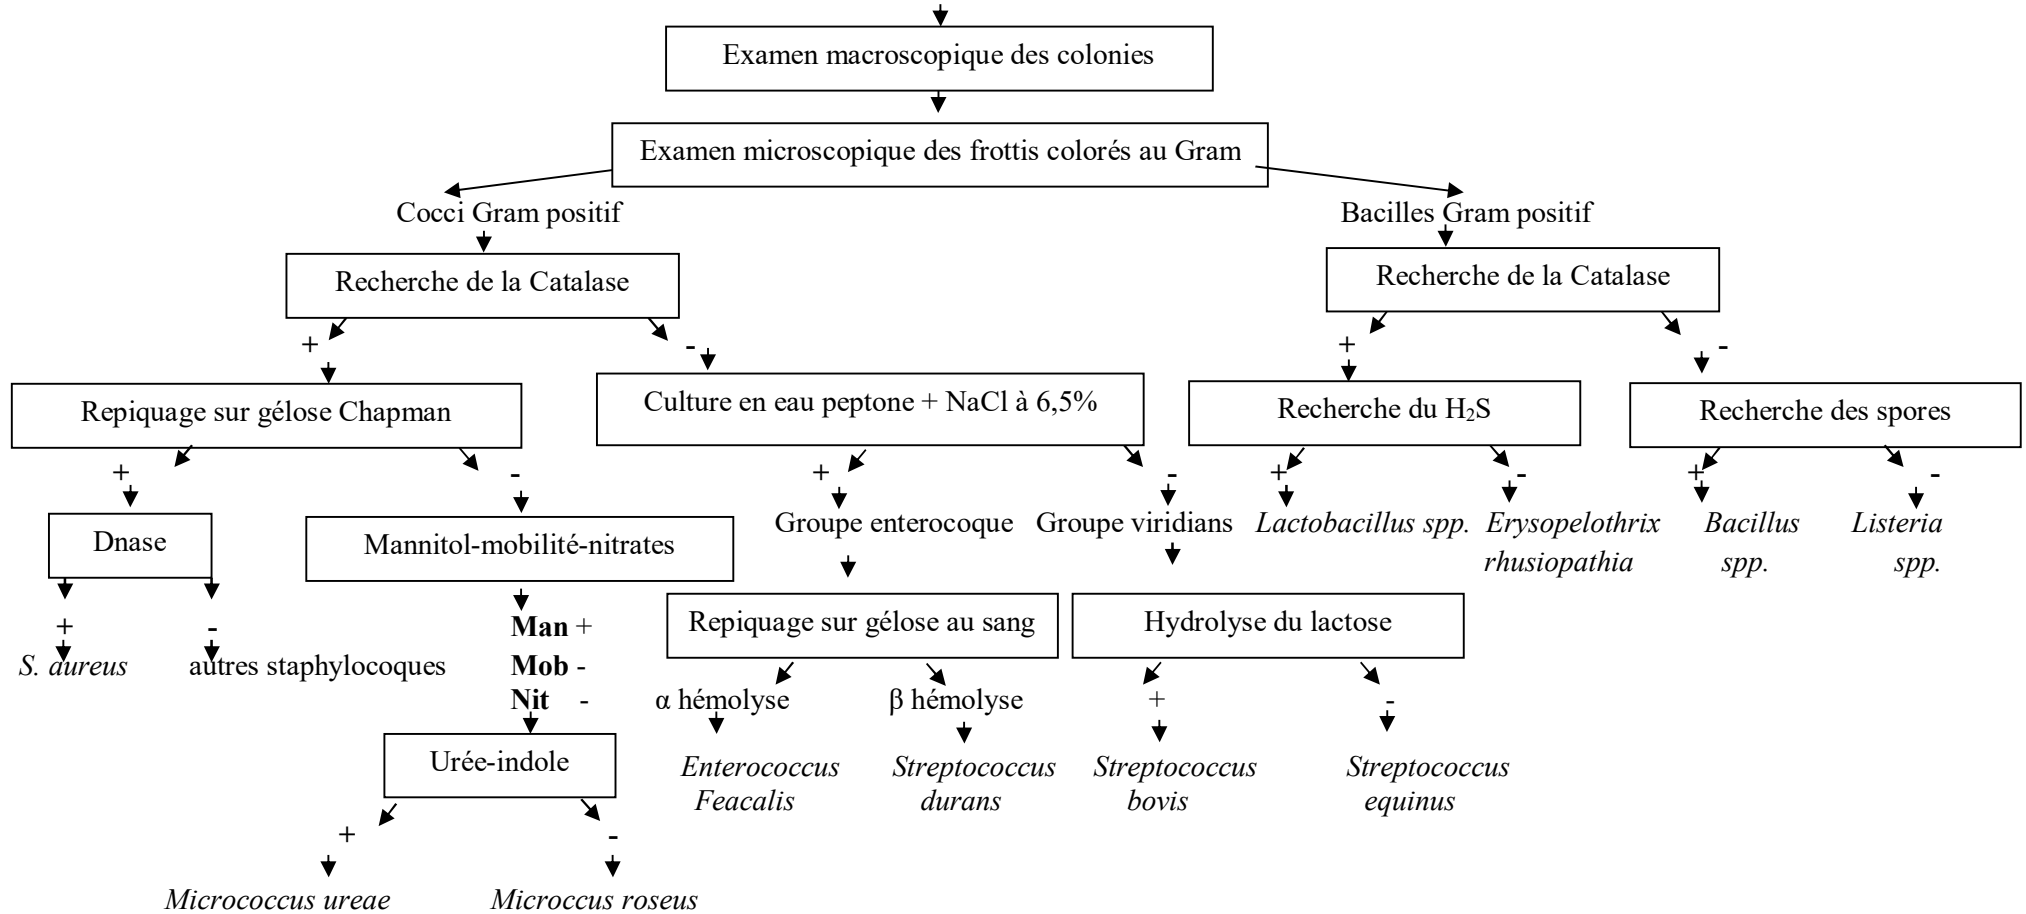 Examen macroscopique des colonies
Examen microscopique des frottis colorés au Gram
Cocci Gram positif
Bacilles Gram positif
Recherche de la Catalase
Recherche de la Catalase
+
-
+
-
Repiquage sur gélose Chapman
Culture en eau peptone + NaCl à 6,5%
Recherche du H₂S
Recherche des spores
+
-
+
-
+
-
+
-
Dnase
Mannitol-mobilité-nitrates
Groupe enterocoque
Groupe viridians
Lactobacillus spp.
Erysopelothrix
rhusiopathia
Bacillus
spp.
Listeria
spp.
+
-
S. aureus
autres staphylocoques
Man +
Mob -
Nit -
Repiquage sur gélose au sang
Hydrolyse du lactose
α hémolyse
β hémolyse
+
-
Urée-indole
Enterococcus
Feacalis
Streptococcus
durans
Streptococcus
bovis
Streptococcus
equinus
+
-
Micrococcus ureae
Microccus roseus